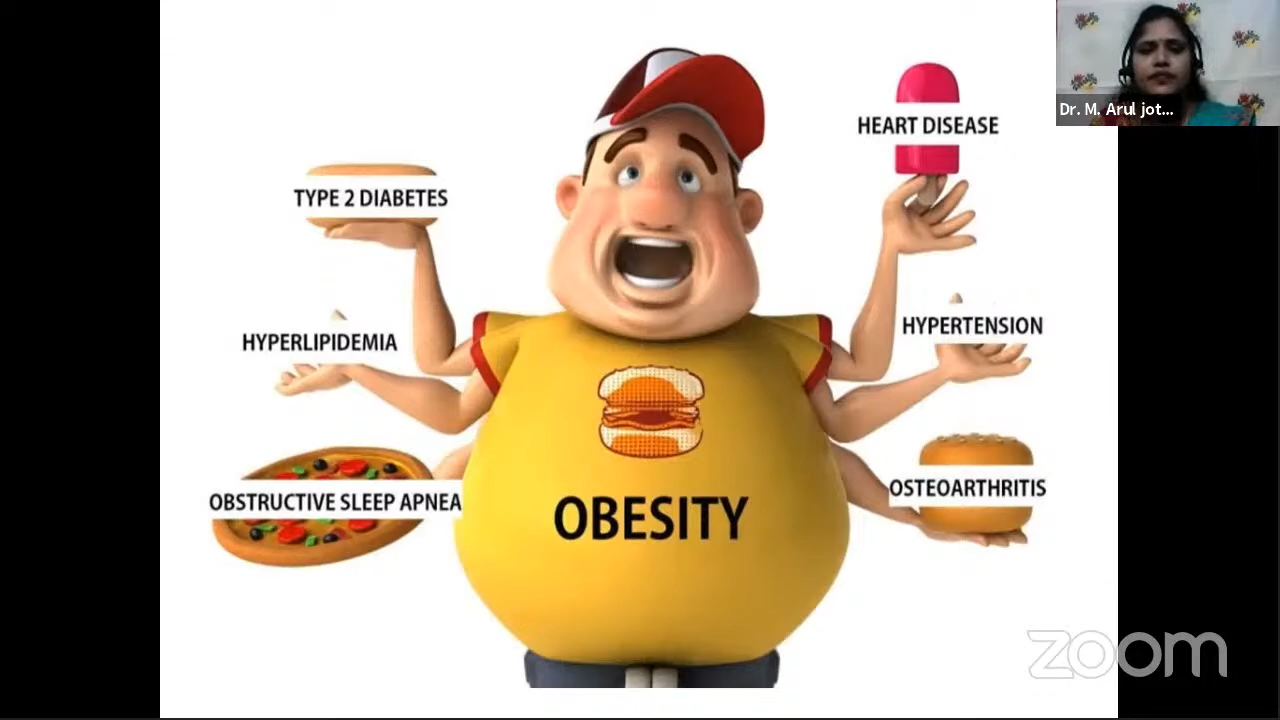 Dr. M. Arul jot...
HEART DISEASE
TYPE 2 DIABETES
HYPERTENSION
HYPERLIPIDEMIA
OSTEOARTHRITIS
OBSTRUCTIVE SLEEP APNEA
OBESITY
zoom